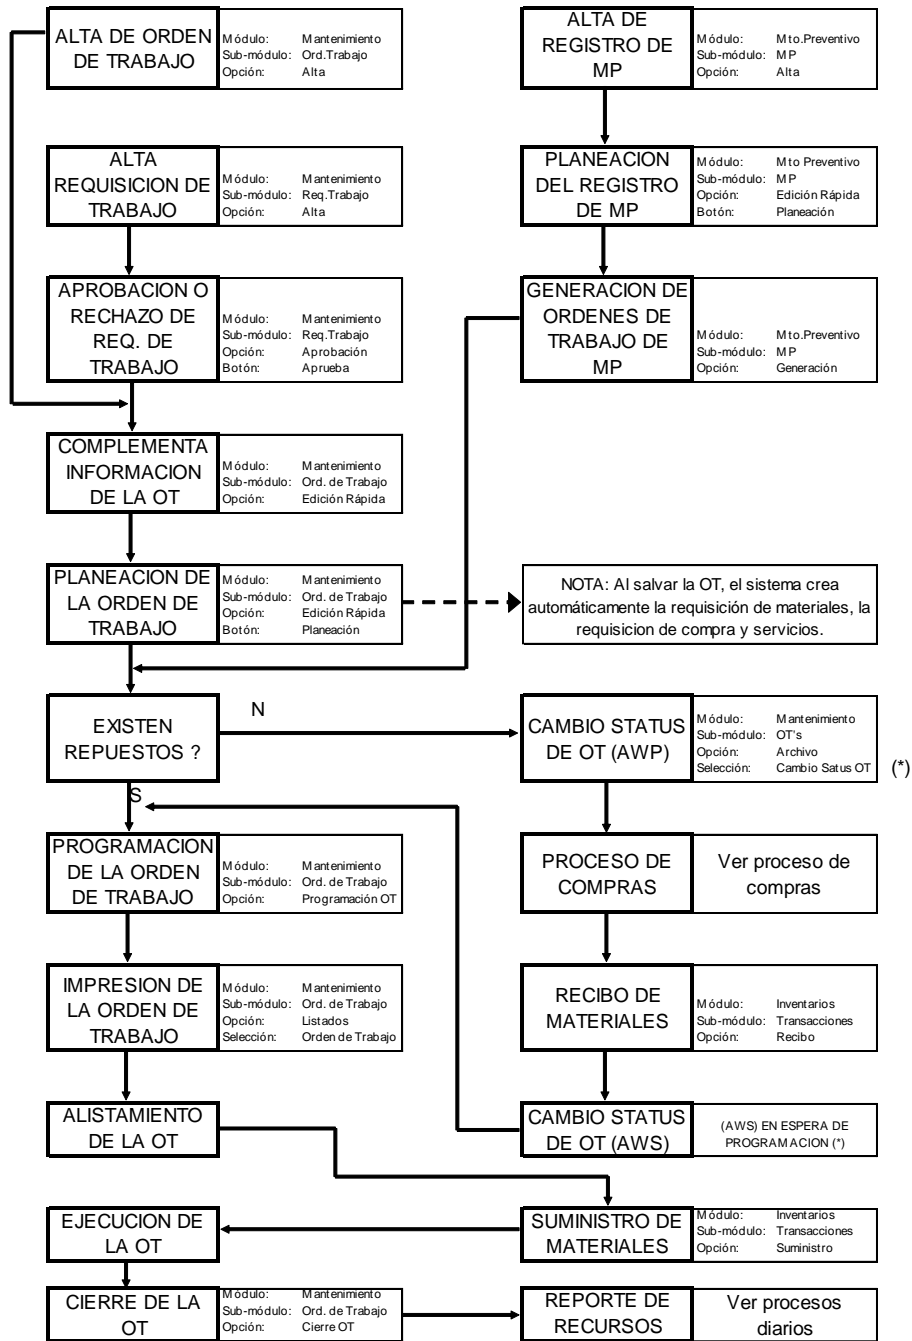 ALTA DE ORDEN
DE TRABAJO
Módulo: Mantenimiento
Sub-módulo: Ord.Trabajo
Opción: Alta
ALTA DE
REGISTRO DE
MP
Módulo: Mto.Preventivo
Sub-módulo: MP
Opción: Alta
ALTA
REQUISICION DE
TRABAJO
Módulo: Mantenimiento
Sub-módulo: Req.Trabajo
Opción: Alta
PLANEACION
DEL REGISTRO
DE MP
Módulo: Mto Preventivo
Sub-módulo: MP
Opción: Edición Rápida
Botón: Planeación
APROBACION O
RECHAZO DE
REQ. DE
TRABAJO
Módulo: Mantenimiento
Sub-módulo: Req.Trabajo
Opción: Aprobación
Botón: Aprueba
GENERACION DE
ORDENES DE
TRABAJO DE
MP
Módulo: Mto.Preventivo
Sub-módulo: MP
Opción: Generación
COMPLEMENTA
INFORMACION
DE LA OT
Módulo: Mantenimiento
Sub-módulo: Ord. de Trabajo
Opción: Edición Rápida
PLANEACION DE
LA ORDEN DE
TRABAJO
Módulo: Mantenimiento
Sub-módulo: Ord. de Trabajo
Opción: Edición Rápida
Botón: Planeación
NOTA: Al salvar la OT, el sistema crea
automáticamente la requisición de materiales, la
requisicion de compra y servicios.
EXISTEN
REPUESTOS ?
N
CAMBIO STATUS
DE OT (AWP)
Módulo: Mantenimiento
Sub-módulo: OT's
Opción: Archivo
Selección: Cambio Satus OT
(*)
S
PROGRAMACION
DE LA ORDEN
DE TRABAJO
Módulo: Mantenimiento
Sub-módulo: Ord. de Trabajo
Opción: Programación OT
PROCESO DE
COMPRAS
Ver proceso de
compras
IMPRESION DE
LA ORDEN DE
TRABAJO
Módulo: Mantenimiento
Sub-módulo: Ord. de Trabajo
Opción: Listados
Selección: Orden de Trabajo
RECIBO DE
MATERIALES
Módulo: Inventarios
Sub-módulo: Transacciones
Opción: Recibo
ALISTAMIENTO
DE LA OT
CAMBIO STATUS
DE OT (AWS)
(AWS) EN ESPERA DE
PROGRAMACION (*)
EJECUCION DE
LA OT
SUMINISTRO DE
MATERIALES
Módulo: Inventarios
Sub-módulo: Transacciones
Opción: Suministro
CIERRE DE LA
OT
Módulo: Mantenimiento
Sub-módulo: Ord. de Trabajo
Opción: Cierre OT
REPORTE DE
RECURSOS
Ver procesos
diarios